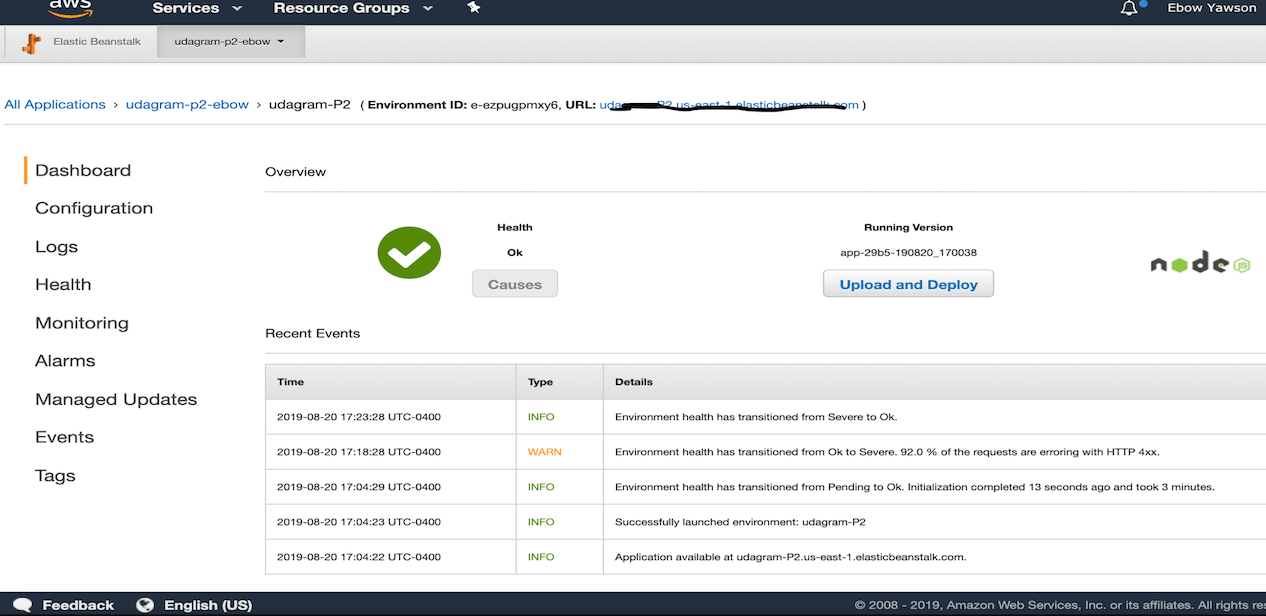 aws Services Resource Groups Ebow Yawson
Elastic Beanstalk udagram-p2-ebow
All Applications › udagram-p2-ebow › udagram-P2 ( Environment ID: e-ezpugpmxy6, URL: uda P2.us-east-1.elasticbeanstalk.com )
Dashboard
Configuration
Logs
Health
Monitoring
Alarms
Managed Updates
Events
Tags
Overview
Health
Ok
Causes
Running Version
app-29b5-190820_170038
Upload and Deploy
node JS
Recent Events
Time Type Details
2019-08-20 17:23:28 UTC-0400 INFO Environment health has transitioned from Severe to Ok.
2019-08-20 17:18:28 UTC-0400 WARN Environment health has transitioned from Ok to Severe. 92.0 % of the requests are erroring with HTTP 4xx.
2019-08-20 17:04:29 UTC-0400 INFO Environment health has transitioned from Pending to Ok. Initialization completed 13 seconds ago and took 3 minutes.
2019-08-20 17:04:23 UTC-0400 INFO Successfully launched environment: udagram-P2
2019-08-20 17:04:22 UTC-0400 INFO Application available at udagram-P2.us-east-1.elasticbeanstalk.com.
Feedback English (US) © 2008 - 2019, Amazon Web Services, Inc. or its affiliates. All rights